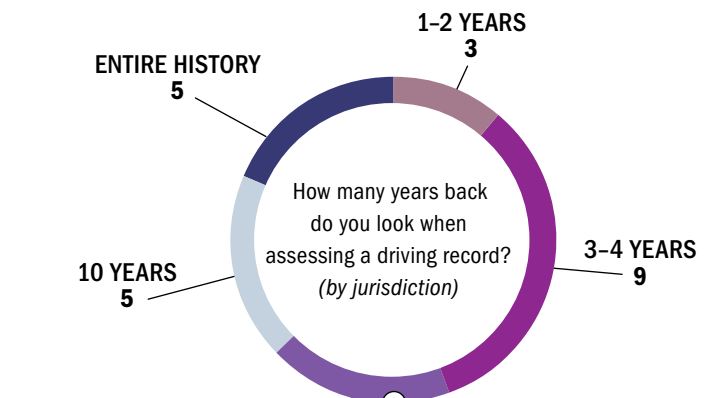 1–2 YEARS
3
ENTIRE HISTORY
5
How many years back
do you look when
assessing a driving record?
(by jurisdiction)
3–4 YEARS
9
10 YEARS
5